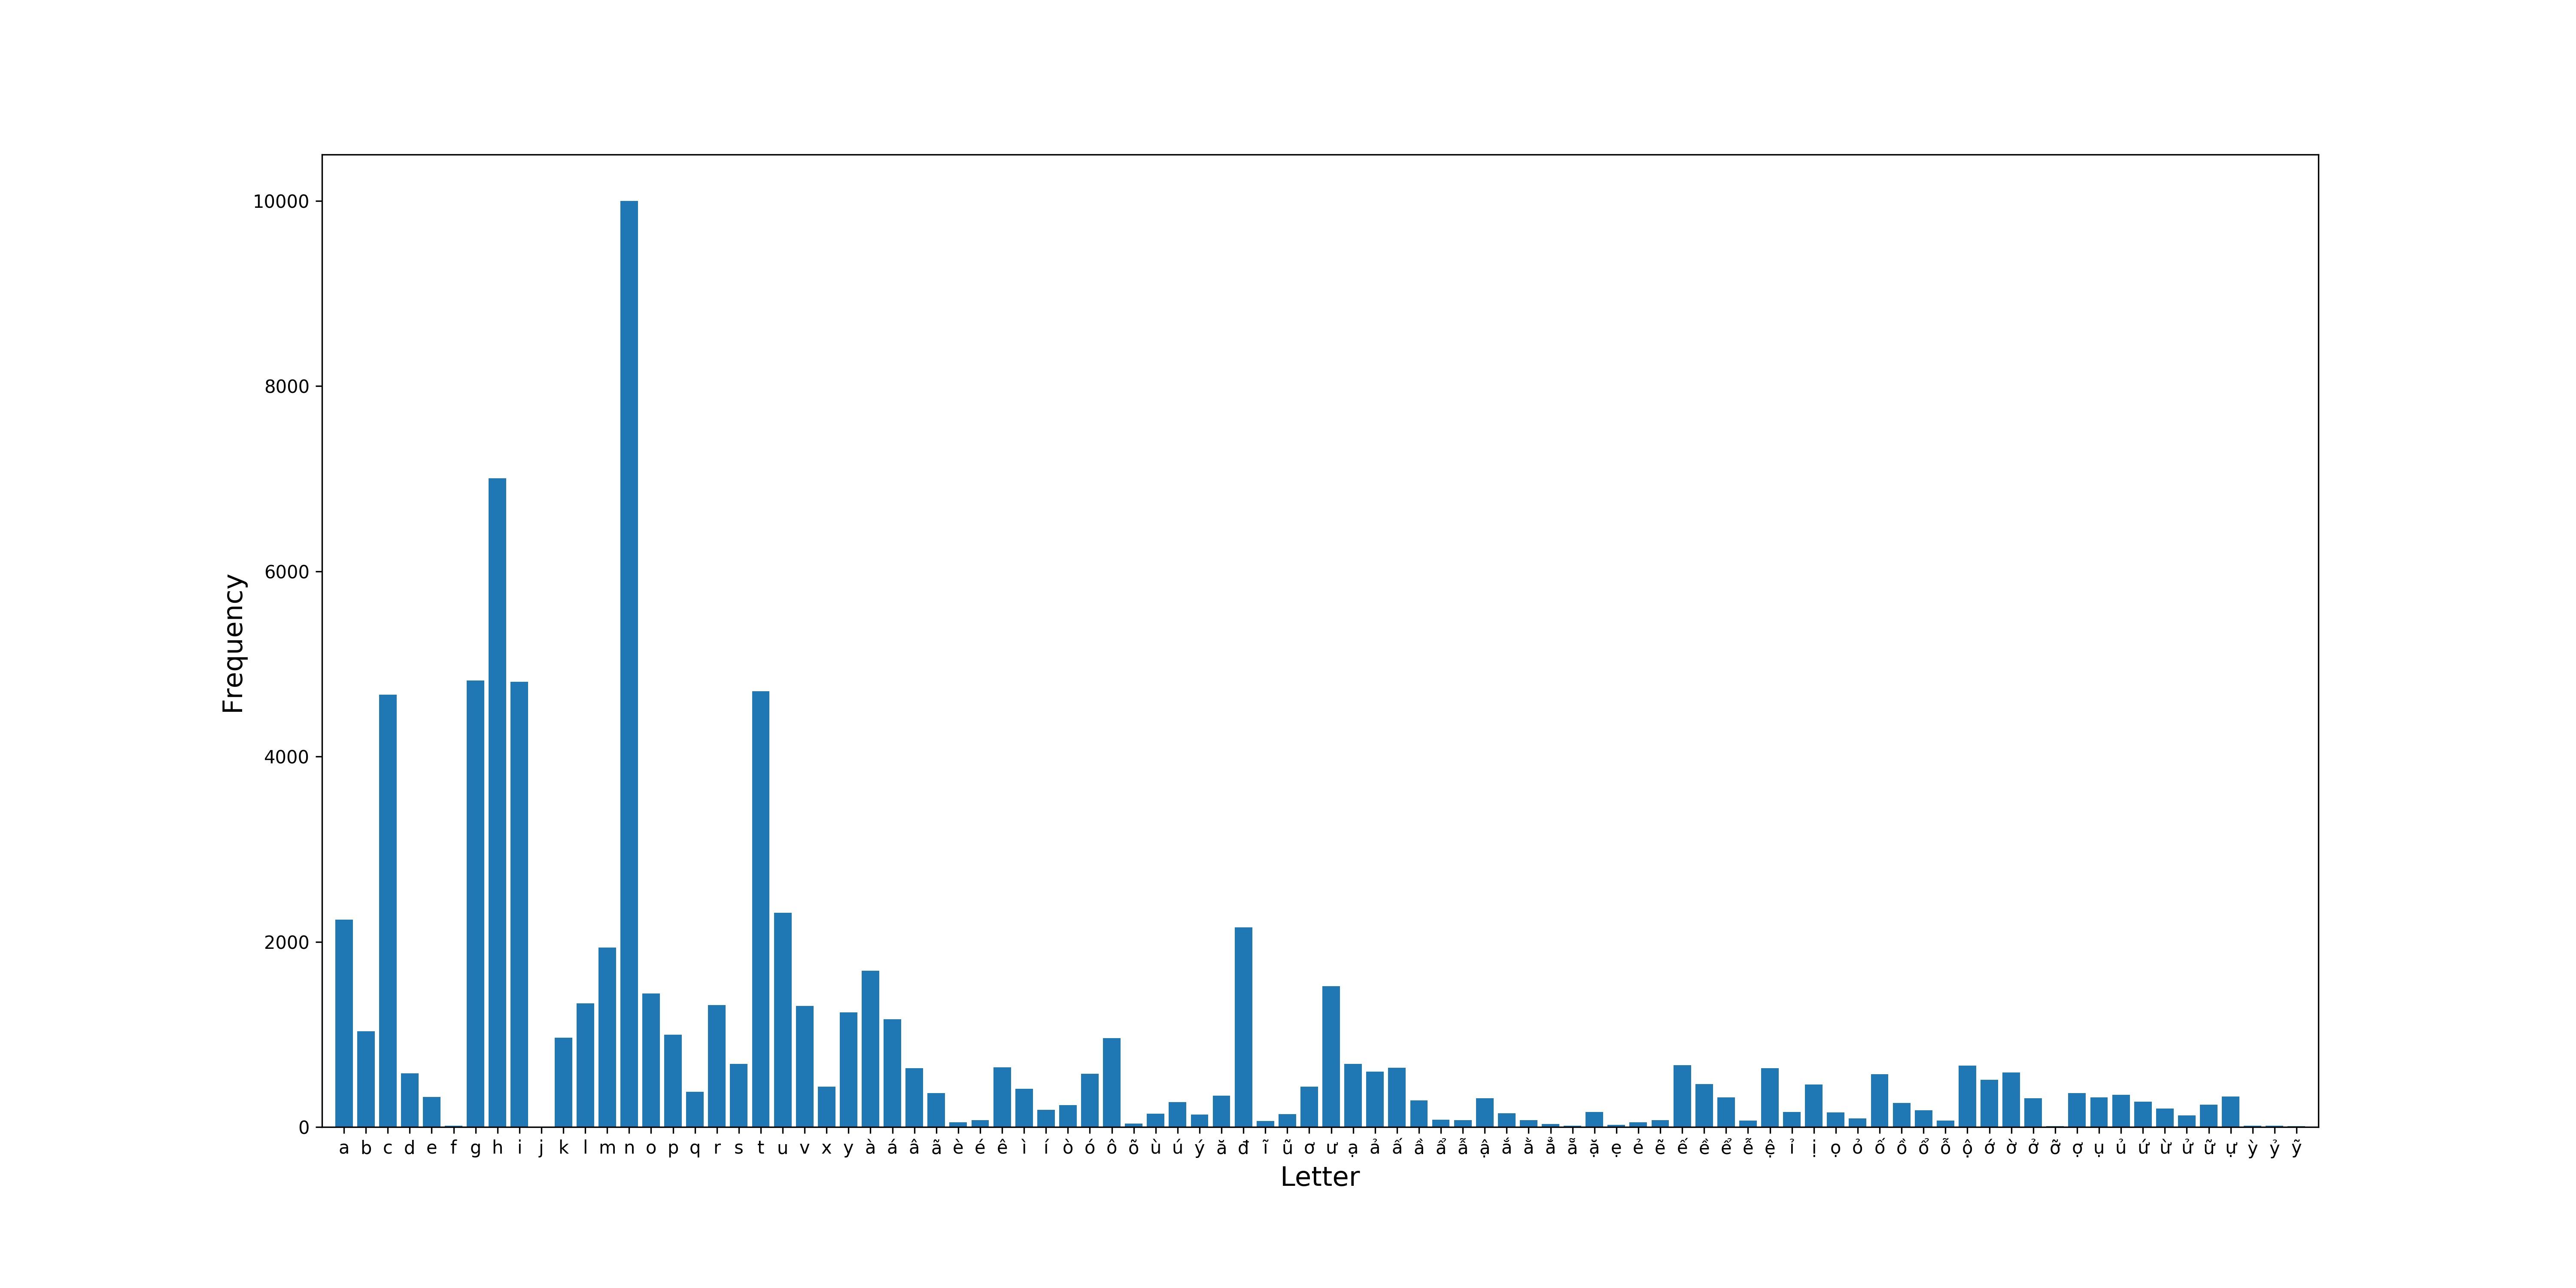 10000
8000
6000
4000
2000
0
Frequency
a b c d e f g h i j k l m n o p q r s t u v x y à á â ã è é ê ì í ò ó ô õ ù ú ý ă đ ĩ ũ ơ ư ạ ả ấ ầ ẩ ẫ ậ ắ ằ ẳ ẵ ặ ẹ ẻ ẽ ế ề ể ễ ệ ỉ ị ọ ỏ ố ồ ổ ỗ ộ ớ ờ ở ỡ ợ ụ ủ ứ ừ ử ữ ự ỳ ỷ ỹ
Letter